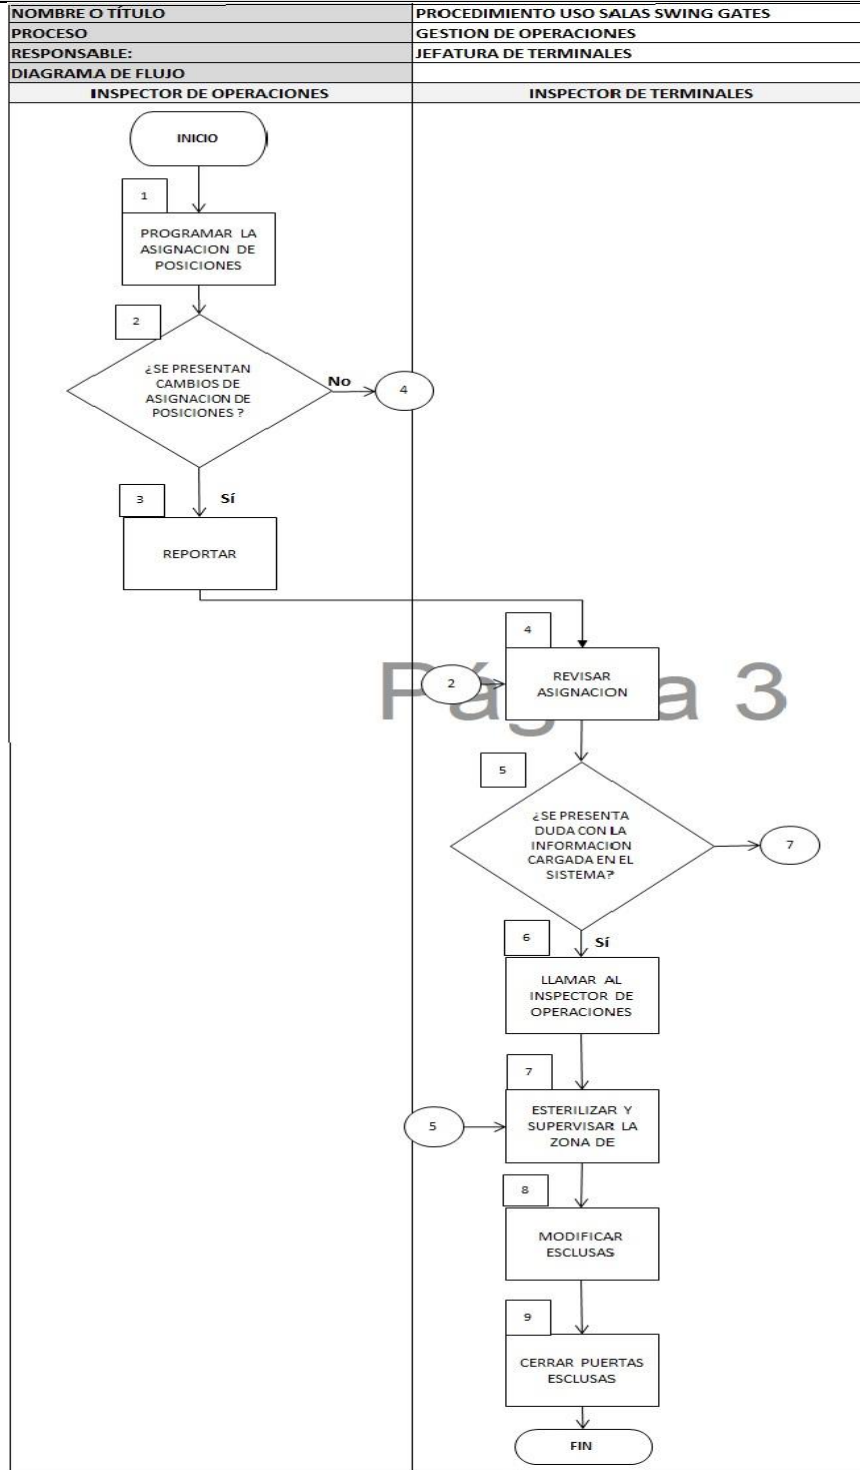 NOMBRE O TÍTULO PROCEDIMIENTO USO SALAS SWING GATES
PROCESO GESTION DE OPERACIONES
RESPONSABLE: JEFATURA DE TERMINALES
DIAGRAMA DE FLUJO
INSPECTOR DE OPERACIONES INSPECTOR DE TERMINALES
INICIO
1
PROGRAMAR LA
ASIGNACION DE
POSICIONES
2
¿SE PRESENTAN
CAMBIOS DE
ASIGNACION DE
POSICIONES ?
No
4
Sí
3
REPORTAR
4
Página 3
2
REVISAR
ASIGNACION
5
¿SE PRESENTA
DUDA CON LA
INFORMACION
CARGADA EN EL
SISTEMA?
7
6
Sí
LLAMAR AL
INSPECTOR DE
OPERACIONES
7
5
ESTERILIZAR Y
SUPERVISAR LA
ZONA DE
8
MODIFICAR
ESCLUSAS
9
CERRAR PUERTAS
ESCLUSAS
FIN